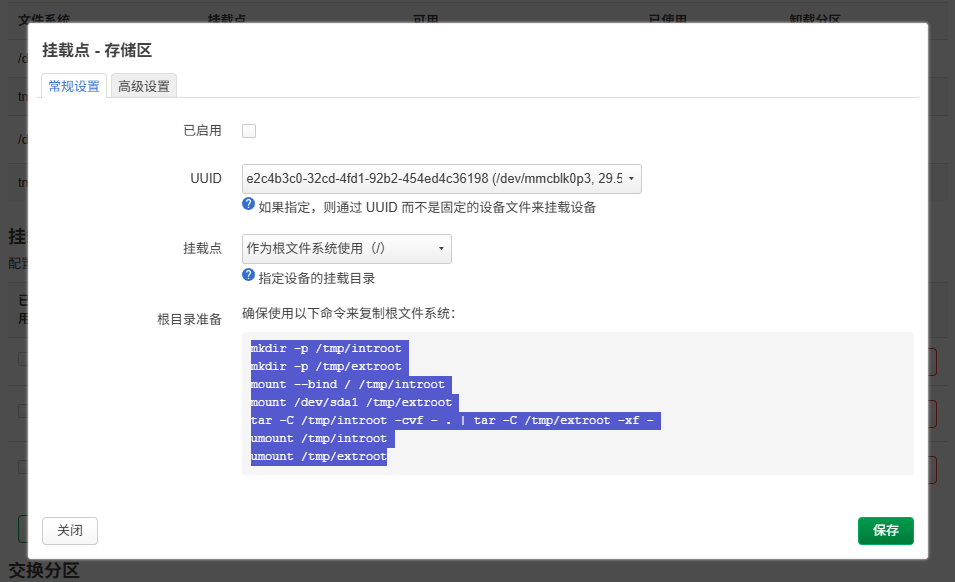 文件系统 挂载点 可用 已使用 卸载分区
挂载点 - 存储区
常规设置 高级设置
已启用
UUID e2c4b3c0-32cd-4fd1-92b2-454ed4c36198 (/dev/mmcblk0p3, 29.5
如果指定，则通过 UUID 而不是固定的设备文件来挂载设备
挂载点 作为根文件系统使用（/）
指定设备的挂载目录
根目录准备 确保使用以下命令来复制根文件系统：
mkdir -p /tmp/introot
mkdir -p /tmp/extroot
mount --bind / /tmp/introot
mount /dev/sda1 /tmp/extroot
tar -C /tmp/introot -cvf - . | tar -C /tmp/extroot -xf -
umount /tmp/introot
umount /tmp/extroot
关闭 保存
交换分区